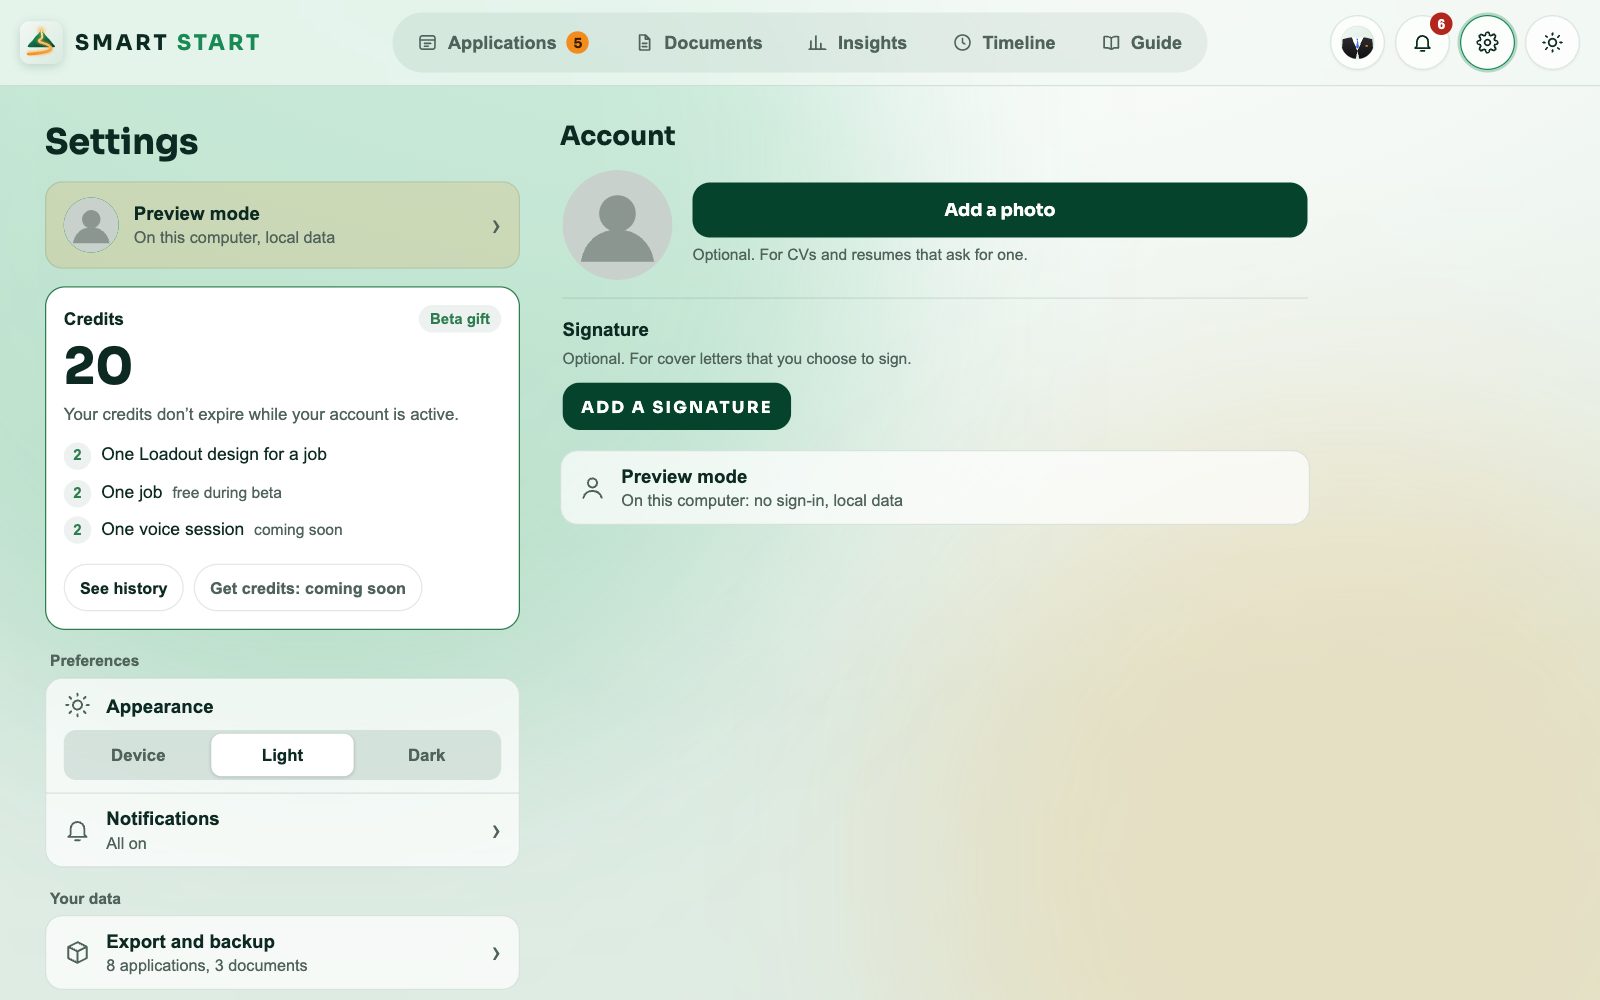 SMART START
Applications 5
Documents
Insights
Timeline
Guide
6
Settings
Preview mode
On this computer, local data
Credits
Beta gift
20
Your credits don’t expire while your account is active.
2 One Loadout design for a job
2 One job free during beta
2 One voice session coming soon
See history
Get credits: coming soon
Preferences
Appearance
Device
Light
Dark
Notifications
All on
Your data
Export and backup
8 applications, 3 documents
Account
Add a photo
Optional. For CVs and resumes that ask for one.
Signature
Optional. For cover letters that you choose to sign.
ADD A SIGNATURE
Preview mode
On this computer: no sign-in, local data